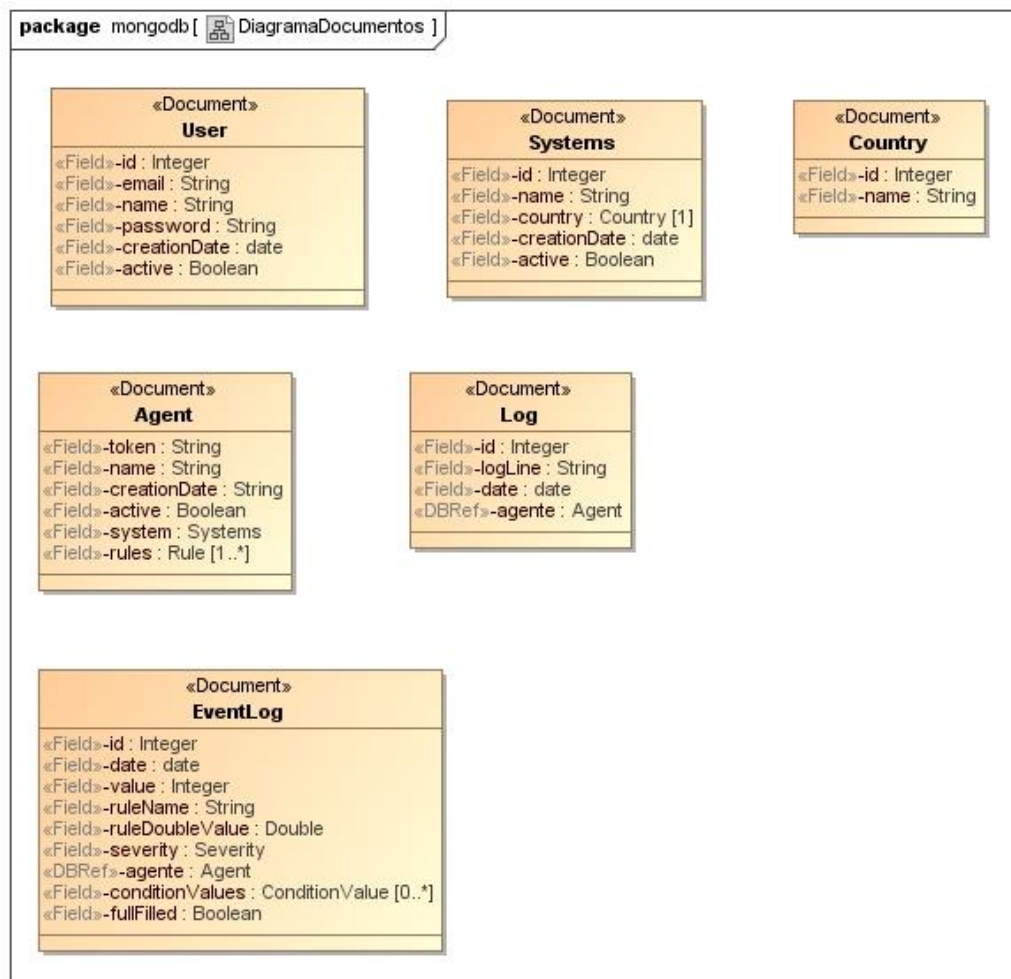 package mongodb [ DiagramaDocumentos ]
«Document»
User
«Field»-id : Integer
«Field»-email : String
«Field»-name : String
«Field»-password : String
«Field»-creationDate : date
«Field»-active : Boolean
«Document»
Systems
«Field»-id : Integer
«Field»-name : String
«Field»-country : Country [1]
«Field»-creationDate : date
«Field»-active : Boolean
«Document»
Country
«Field»-id : Integer
«Field»-name : String
«Document»
Agent
«Field»-token : String
«Field»-name : String
«Field»-creationDate : String
«Field»-active : Boolean
«Field»-system : Systems
«Field»-rules : Rule [1..*]
«Document»
Log
«Field»-id : Integer
«Field»-logLine : String
«Field»-date : date
«DBRef»-agente : Agent
«Document»
EventLog
«Field»-id : Integer
«Field»-date : date
«Field»-value : Integer
«Field»-ruleName : String
«Field»-ruleDoubleValue : Double
«Field»-severity : Severity
«DBRef»-agente : Agent
«Field»-conditionValues : ConditionValue [0..*]
«Field»-fullFilled : Boolean